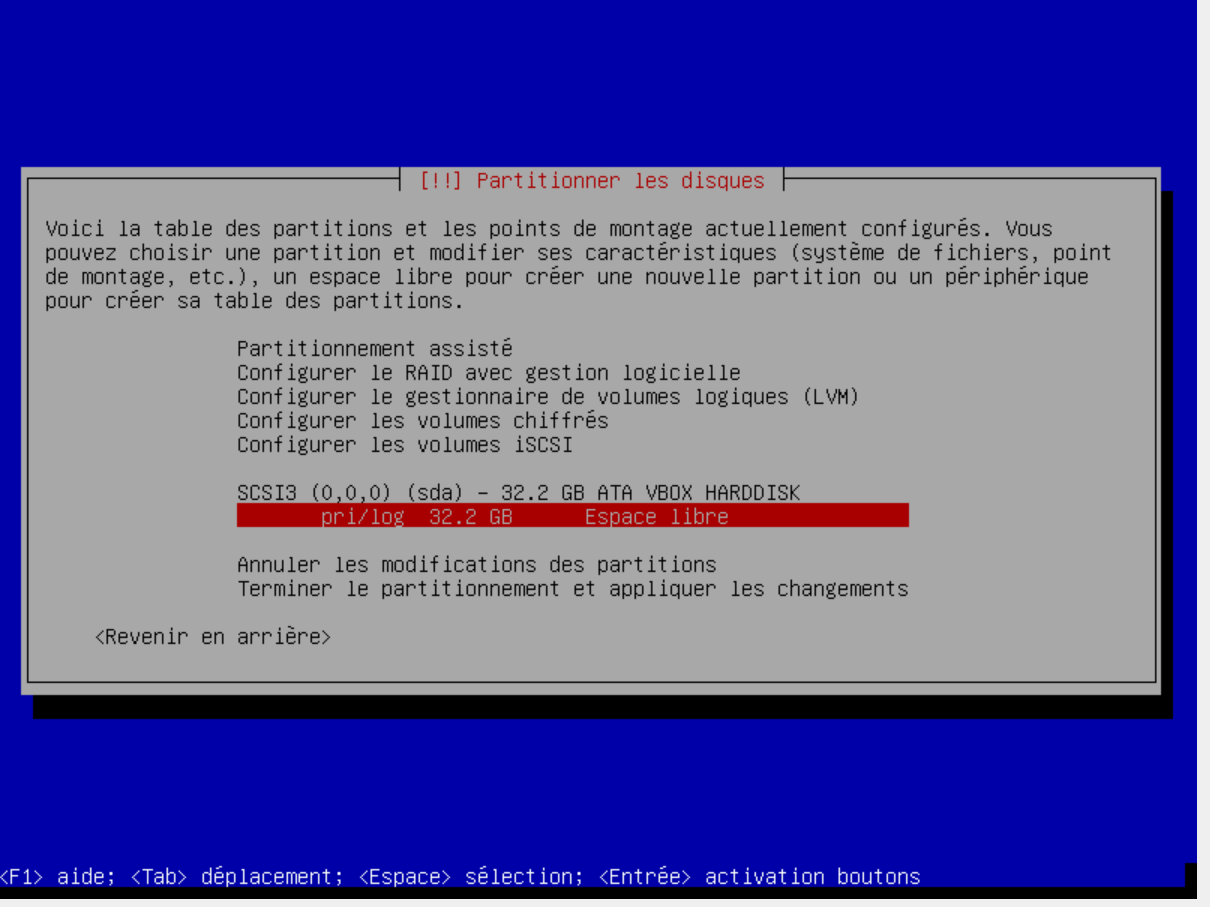 [!!] Partitionner les disques
Voici la table des partitions et les points de montage actuellement configurés. Vous
pouvez choisir une partition et modifier ses caractéristiques (système de fichiers, point
de montage, etc.), un espace libre pour créer une nouvelle partition ou un périphérique
pour créer sa table des partitions.
Partitionnement assisté
Configurer le RAID avec gestion logicielle
Configurer le gestionnaire de volumes logiques (LVM)
Configurer les volumes chiffrés
Configurer les volumes iSCSI
SCSI3 (0,0,0) (sda) - 32.2 GB ATA VBOX HARDDISK
pri/log 32.2 GB Espace libre
Annuler les modifications des partitions
Terminer le partitionnement et appliquer les changements
<Revenir en arrière>
<F1> aide; <Tab> déplacement; <Espace> sélection; <Entrée> activation boutons